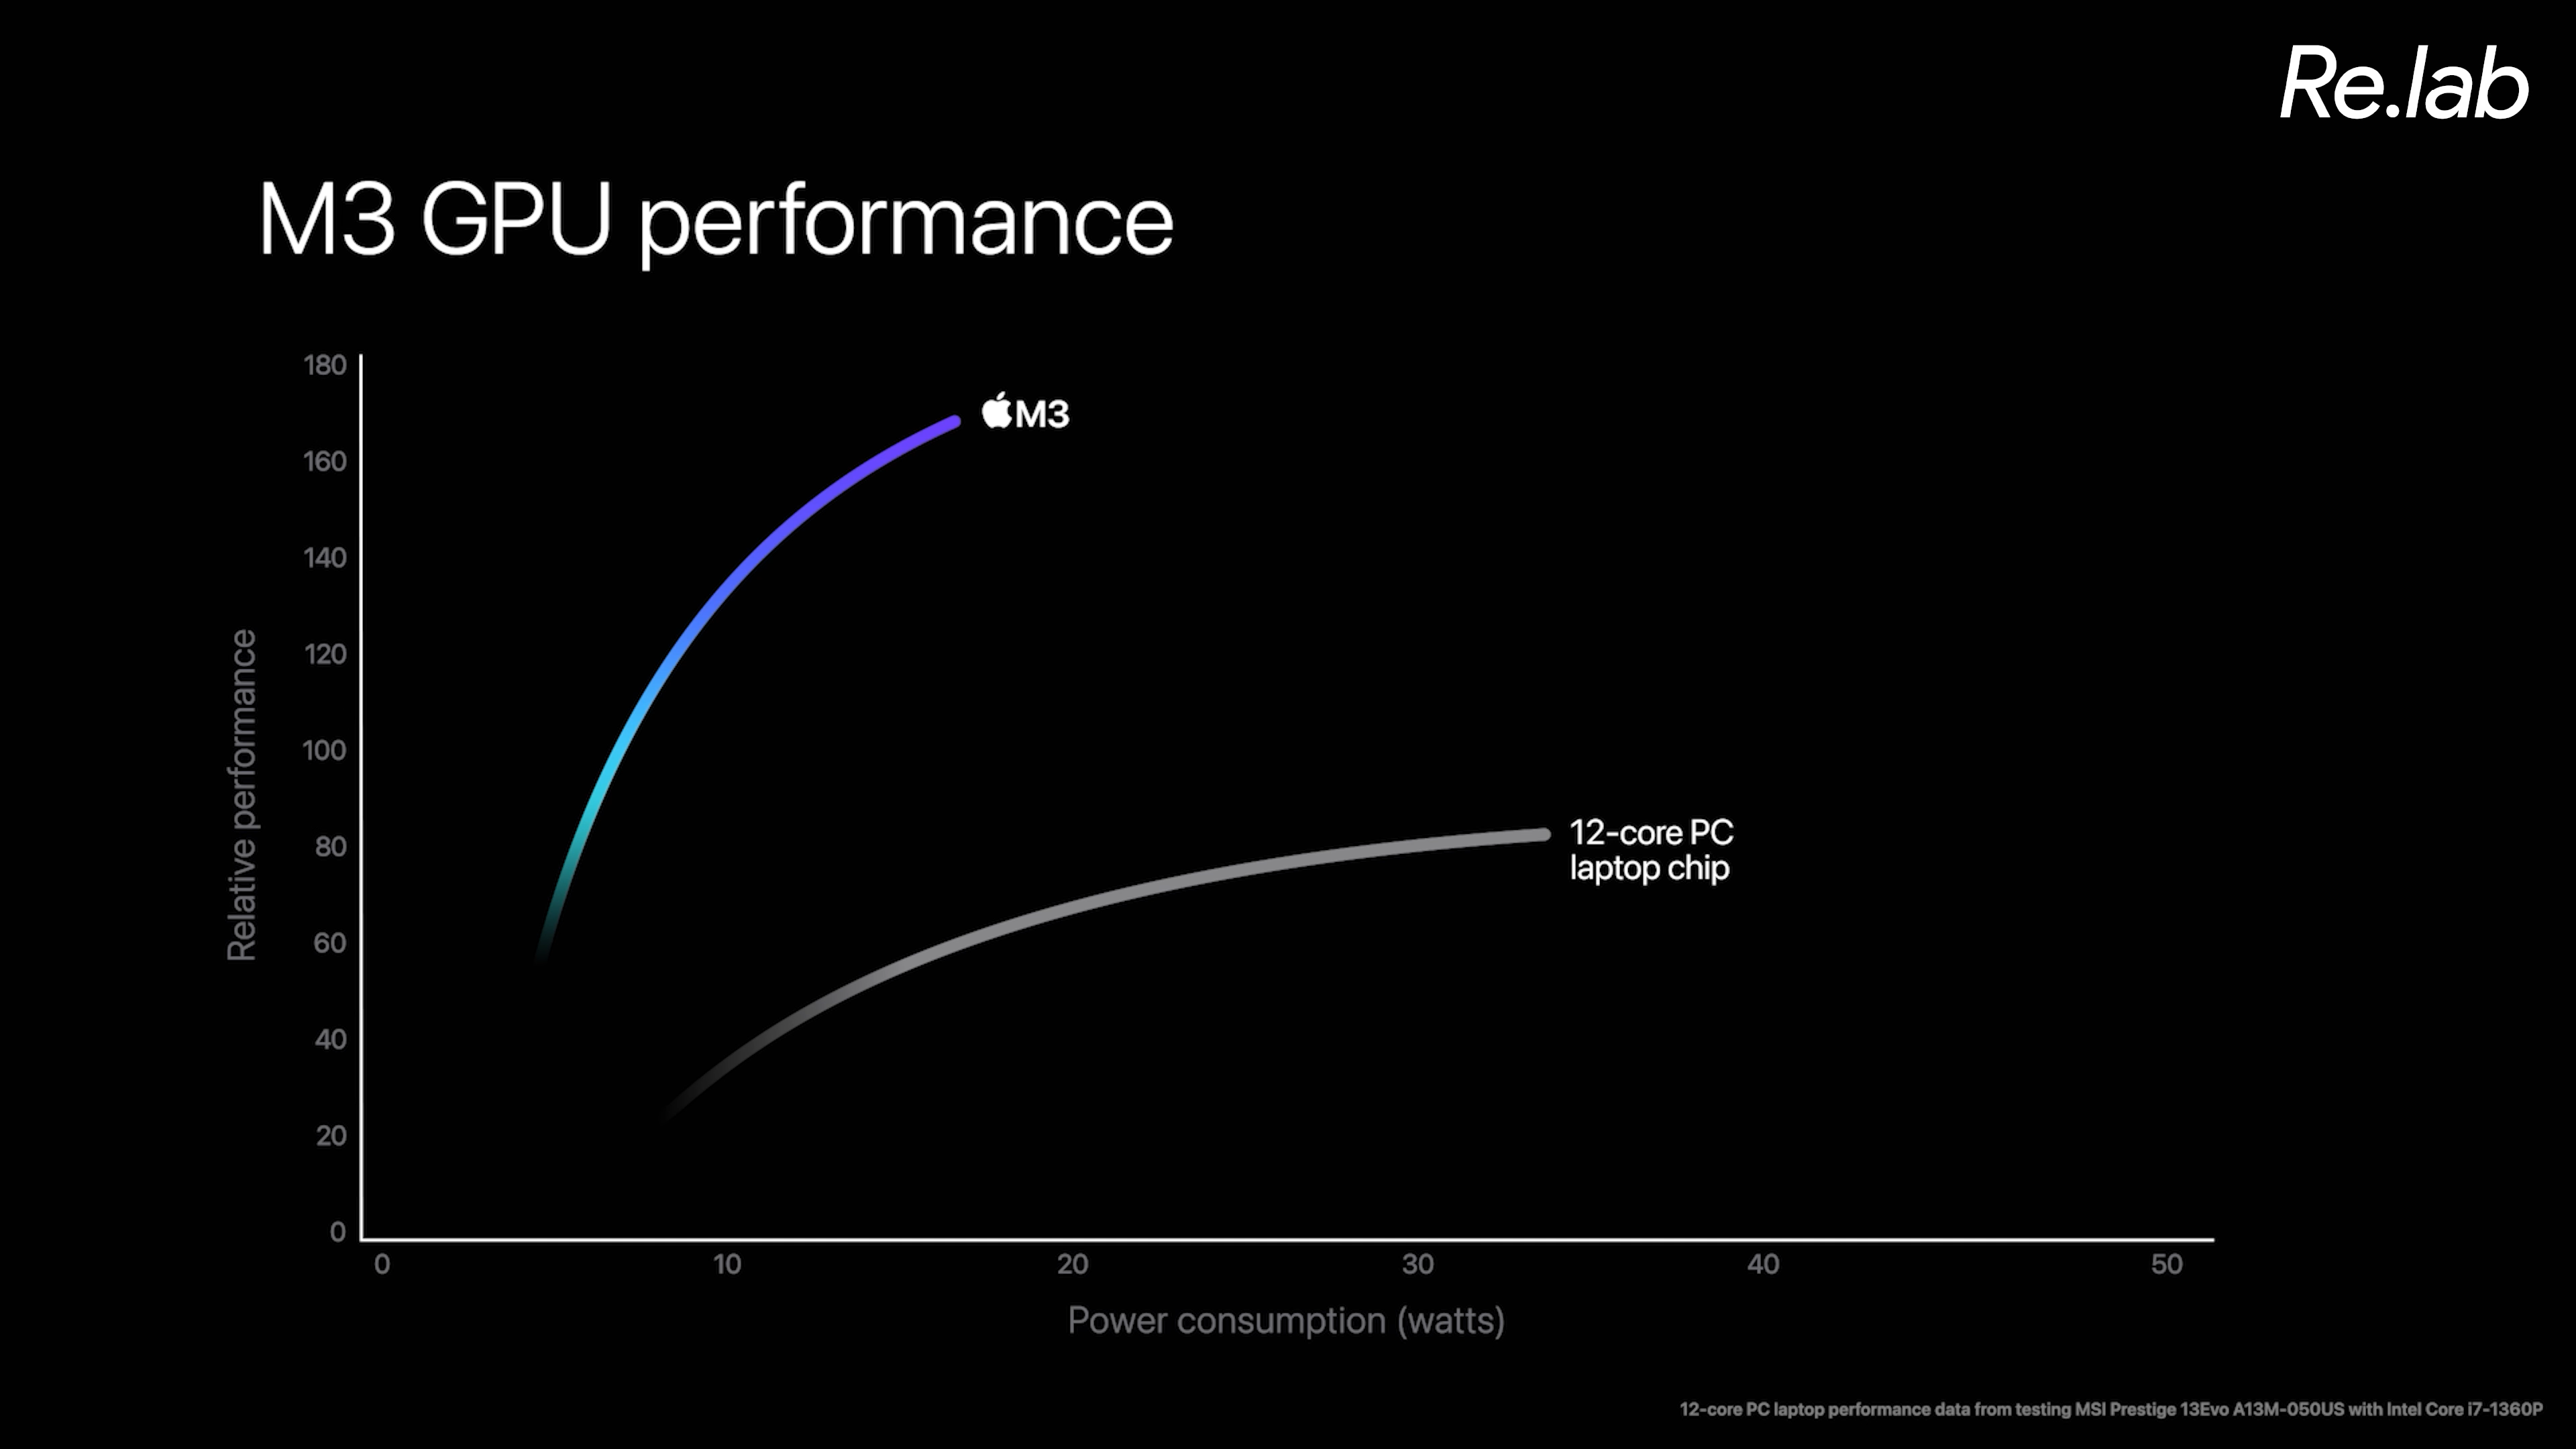 Re.lab
M3 GPU performance
180
M3
160
140
120
Relative performance
100
12-core PC
laptop chip
80
60
40
20
0
0 10 20 30 40 50
Power consumption (watts)
12-core PC laptop performance data from testing MSI Prestige 13Evo A13M-050US with Intel Core i7-1360P